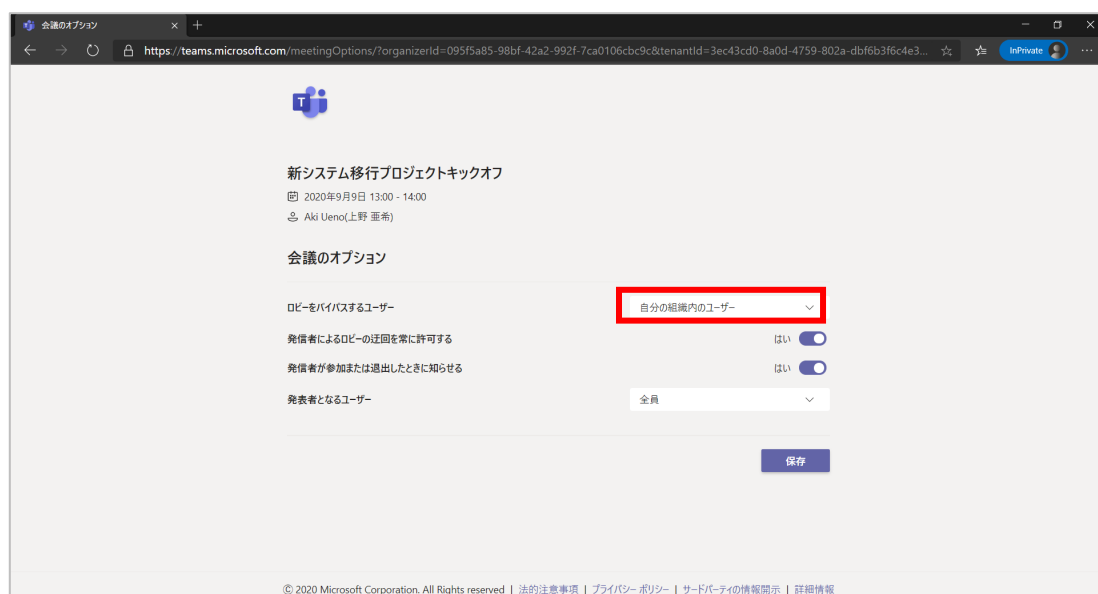 会議のオプション
https://teams.microsoft.com/meetingOptions/?organizerId=095f5a85-98bf-42a2-992f-7ca0106cbc9c&tenantId=3ec43cd0-8a0d-4759-802a-dbf6b3f6c4e3...
InPrivate
T
新システム移行プロジェクトキックオフ
2020年9月9日 13:00 - 14:00
Aki Ueno(上野 亜希)
会議のオプション
ロビーをバイパスするユーザー 自分の組織内のユーザー
発信者によるロビーの迂回を常に許可する はい
発信者が参加または退出したときに知らせる はい
発表者となるユーザー 全員
保存
© 2020 Microsoft Corporation. All Rights reserved | 法的注意事項 | プライバシー ポリシー | サードパーティの情報開示 | 詳細情報